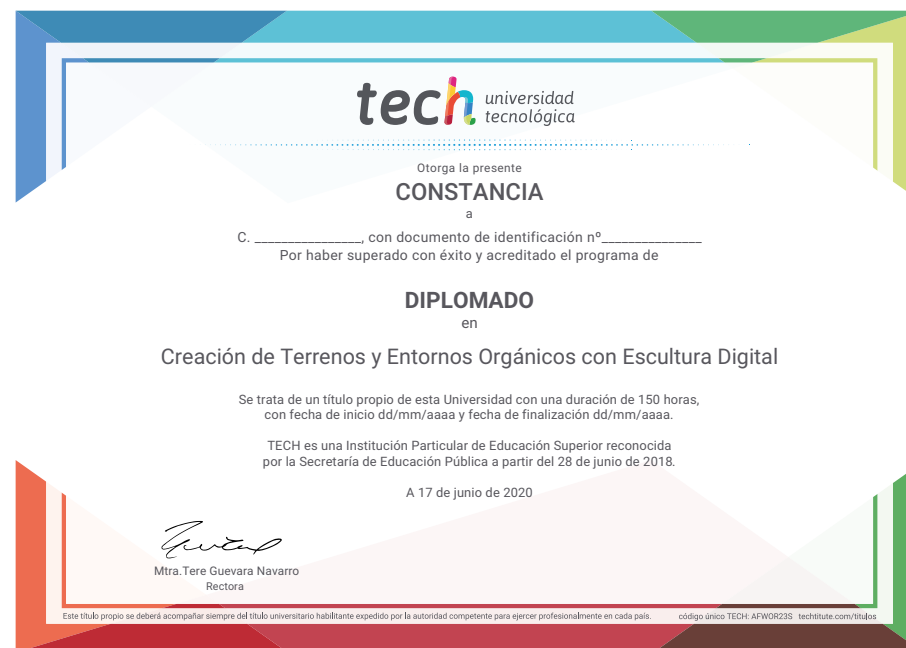 tech universidad
tecnológica
Otorga la presente
CONSTANCIA
a
C. ________________, con documento de identificación nº_______________
Por haber superado con éxito y acreditado el programa de
DIPLOMADO
en
Creación de Terrenos y Entornos Orgánicos con Escultura Digital
Se trata de un título propio de esta Universidad con una duración de 150 horas,
con fecha de inicio dd/mm/aaaa y fecha de finalización dd/mm/aaaa.
TECH es una Institución Particular de Educación Superior reconocida
por la Secretaría de Educación Pública a partir del 28 de junio de 2018.
A 17 de junio de 2020
Mtra.Tere Guevara Navarro
Rectora
Este título propio se deberá acompañar siempre del título universitario habilitante expedido por la autoridad competente para ejercer profesionalmente en cada país. código único TECH: AFWOR23S techtitute.com/titulos